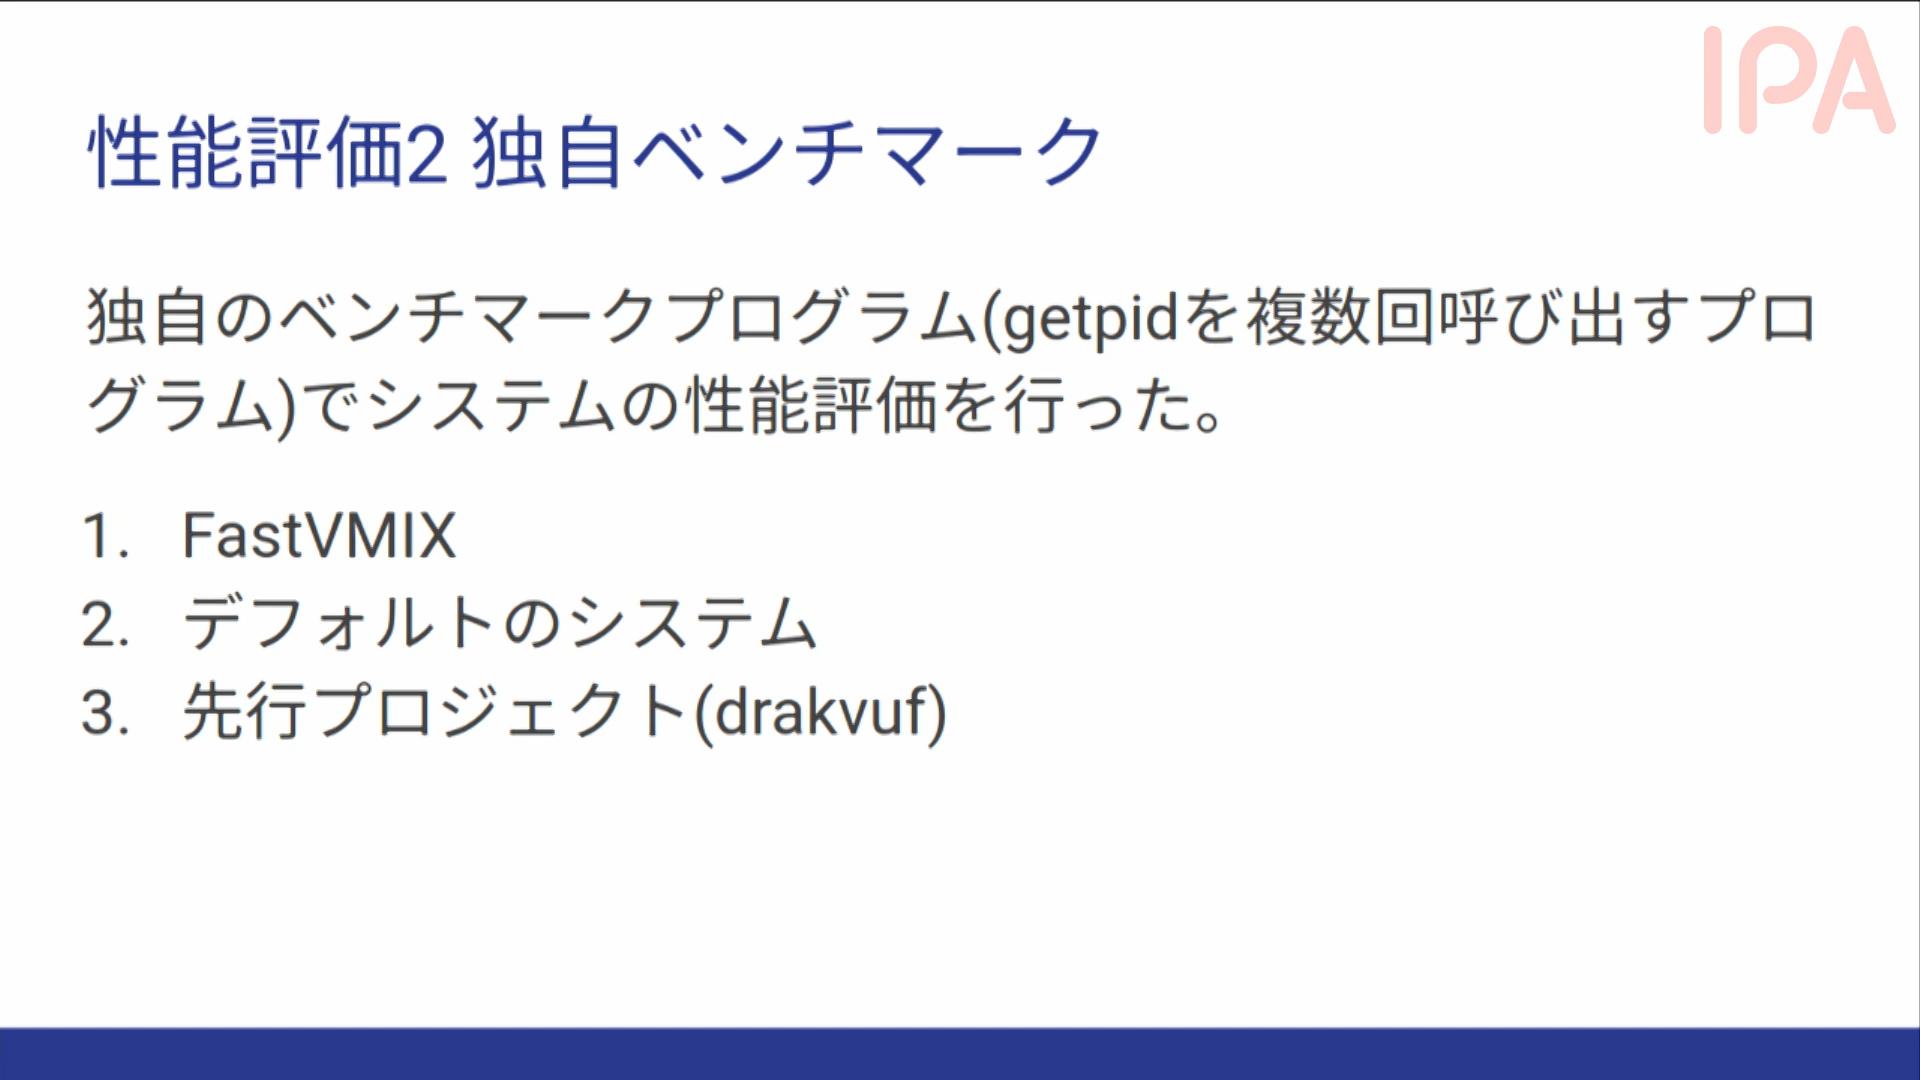 IPA
性能評価2 独自ベンチマーク
独自のベンチマークプログラム(getpidを複数回呼び出すプロ
グラム)でシステムの性能評価を行った。
1. FastVMIX
2. デフォルトのシステム
3. 先行プロジェクト(drakvuf)